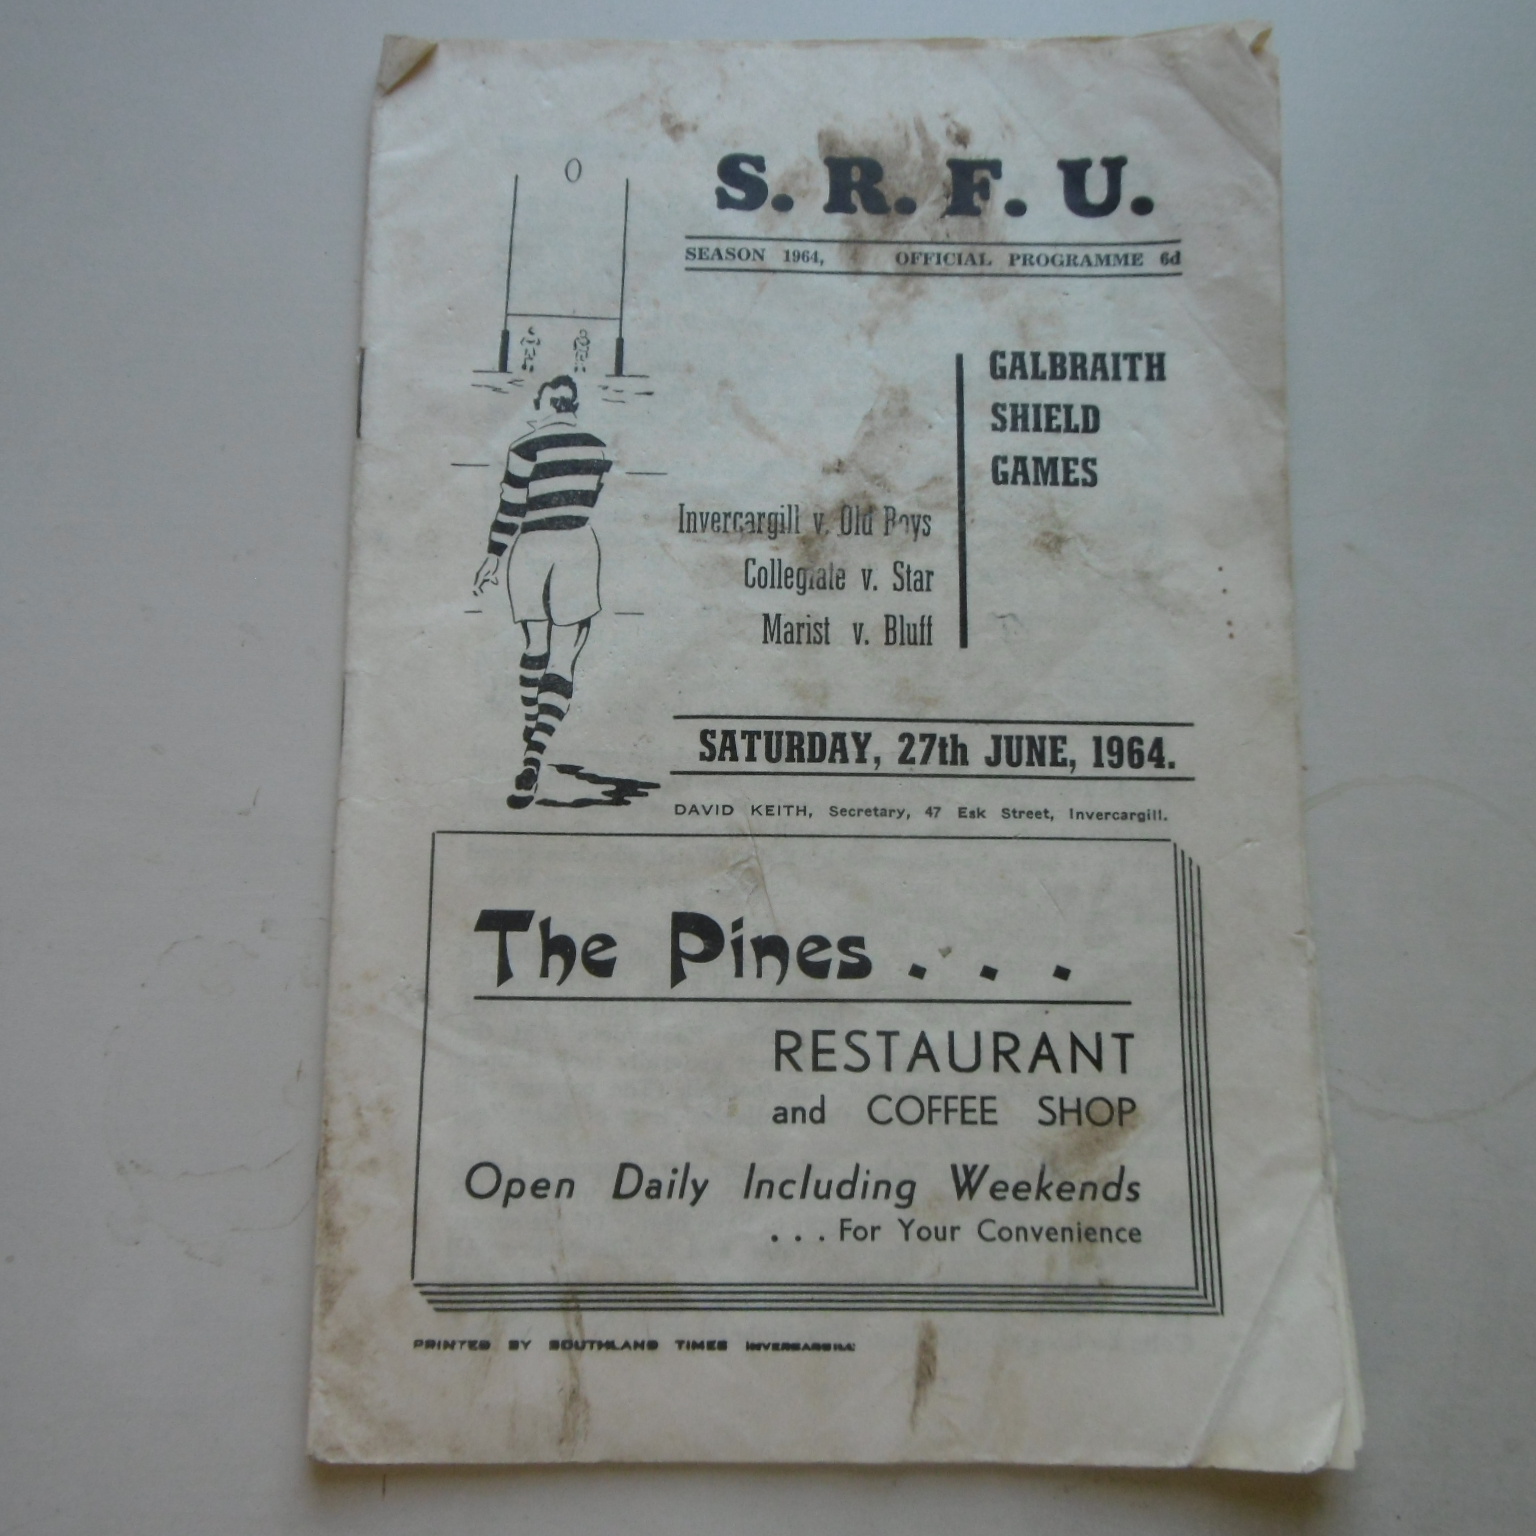 S. R. F. U.
SEASON 1964, OFFICIAL PROGRAMME 6d
GALBRAITH
SHIELD
GAMES
Invercargill v. Old Boys
Collegiate v. Star
Marist v. Bluff
SATURDAY, 27th JUNE, 1964.
DAVID KEITH, Secretary, 47 Esk Street, Invercargill.
The Pines . . .
RESTAURANT
and COFFEE SHOP
Open Daily Including Weekends
. . . For Your Convenience
PRINTED BY SOUTHLAND TIMES INVERCARGILL